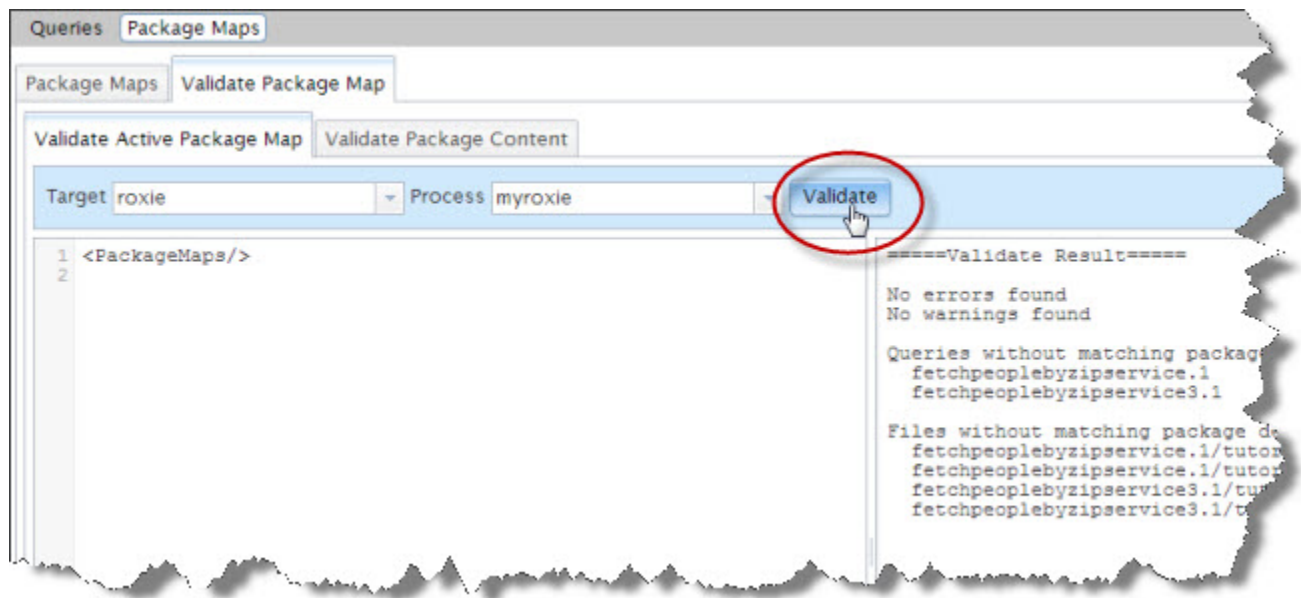 Queries Package Maps
Package Maps Validate Package Map
Validate Active Package Map Validate Package Content
Target roxie Process myroxie Validate
1 <PackageMaps/>
2
=====Validate Result=====
No errors found
No warnings found
Queries without matching
fetchpeoplebyzipservice.1
fetchpeoplebyzipservice3.1
Files without matching package
fetchpeoplebyzipservice.1/
fetchpeoplebyzipservice.1/
fetchpeoplebyzipservice3.1/
fetchpeoplebyzipservice3.1/